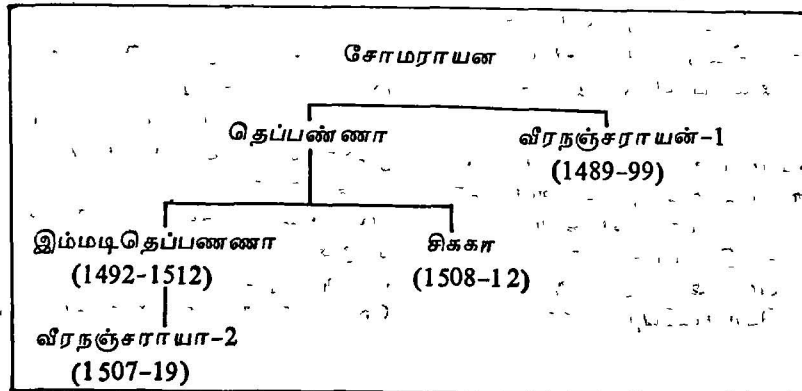 சோமராயன
தெப்பண்ணா வீரநஞ்சராயன்-1
(1489-99)
இம்மடிதெப்பணணா சிககா
(1492-1512) (1508-12)
வீரநஞ்சராயா-2
(1507-19)